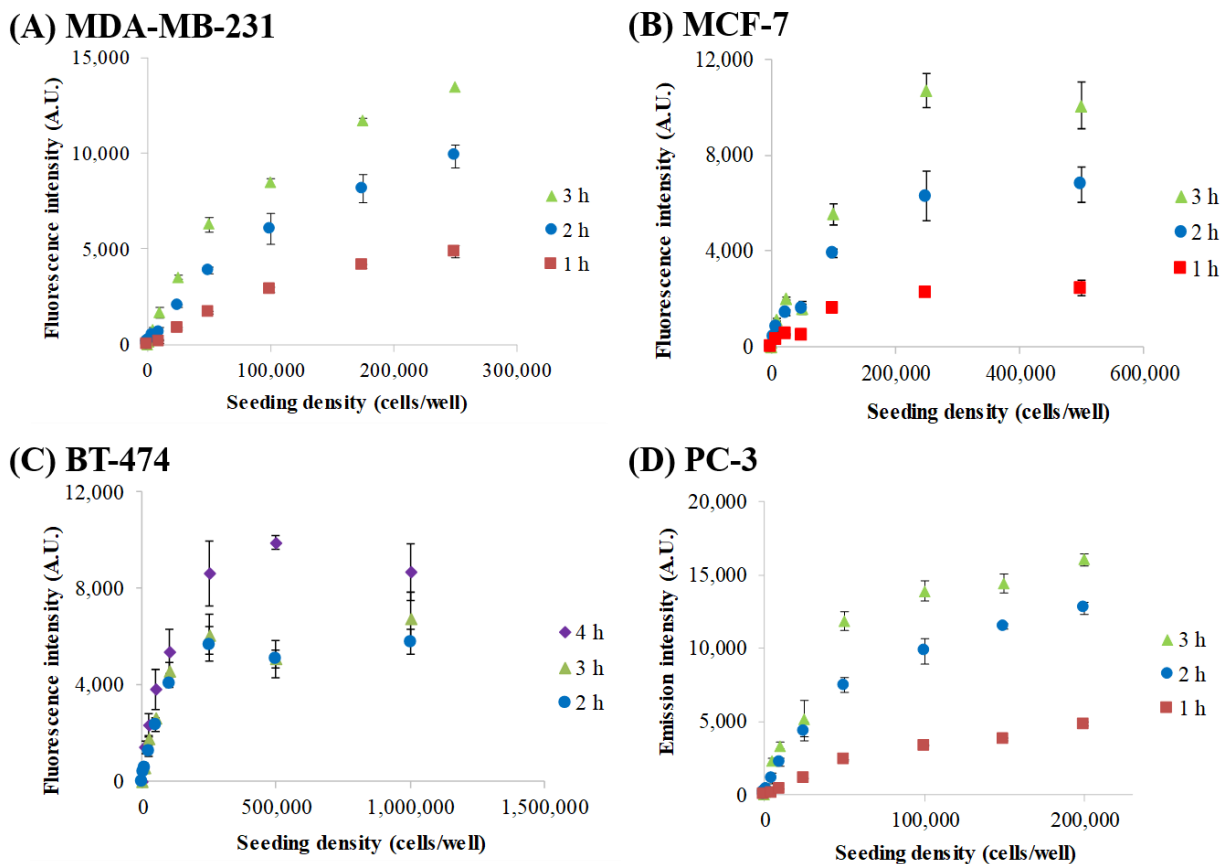 (A) MDA-MB-231
Fluorescence intensity (A.U.)
15,000
10,000
5,000
0
0 100,000 200,000 300,000
Seeding density (cells/well)
3 h
2 h
1 h
(B) MCF-7
Fluorescence intensity (A.U.)
12,000
8,000
4,000
0
0 200,000 400,000 600,000
Seeding density (cells/well)
3 h
2 h
1 h
(C) BT-474
Fluorescence intensity (A.U.)
12,000
8,000
4,000
0
0 500,000 1,000,000 1,500,000
Seeding density (cells/well)
4 h
3 h
2 h
(D) PC-3
Emission intensity (A.U.)
20,000
15,000
10,000
5,000
0
0 100,000 200,000
Seeding density (cells/well)
3 h
2 h
1 h